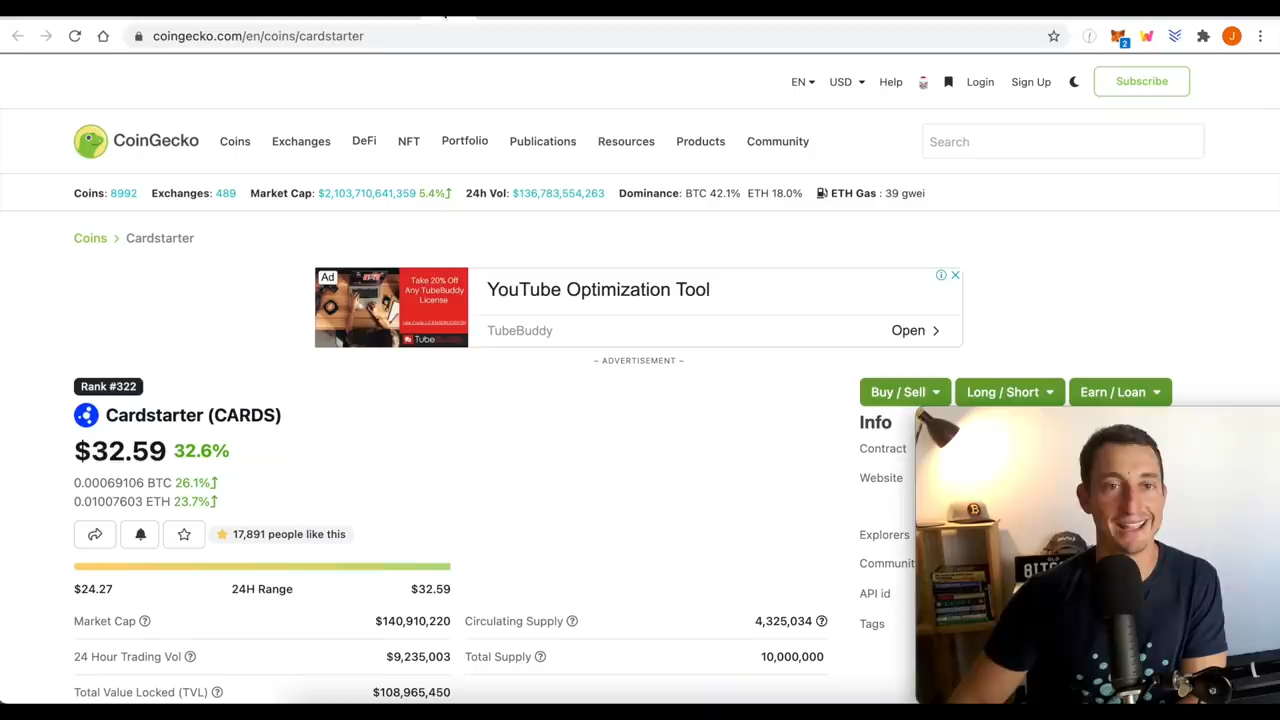 coingecko.com/en/coins/cardstarter
2
J
EN
USD
Help
Login
Sign Up
Subscribe
CoinGecko
Coins
Exchanges
DeFi
NFT
Portfolio
Publications
Resources
Products
Community
Search
Coins: 8992 Exchanges: 489 Market Cap: $2,103,710,641,359 5.4% 24h Vol: $136,783,554,263 Dominance: BTC 42.1% ETH 18.0% ETH Gas : 39 gwei
Coins > Cardstarter
Ad
Take 20% Off
Any TubeBuddy
License
YouTube Optimization Tool
TubeBuddy
Open
~ ADVERTISEMENT ~
Rank #322
Cardstarter (CARDS)
$32.59 32.6%
0.00069106 BTC 26.1%
0.01007603 ETH 23.7%
17,891 people like this
$24.27 24H Range $32.59
Market Cap $140,910,220
Circulating Supply 4,325,034
24 Hour Trading Vol $9,235,003
Total Supply 10,000,000
Total Value Locked (TVL) $108,965,450
Buy / Sell
Long / Short
Earn / Loan
Info
Contract
Website
Explorers
Communit
API id
Tags